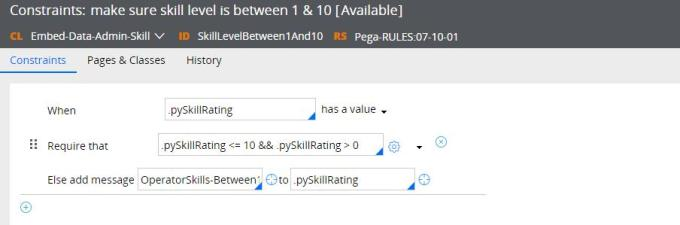 Constraints: make sure skill level is between 1 & 10 [Available]
CL Embed-Data-Admin-Skill ID SkillLevelBetween1And10 RS Pega-RULES:07-10-01
Constraints Pages & Classes History
When .pySkillRating has a value
Require that .pySkillRating <= 10 && .pySkillRating > 0
Else add message OperatorSkills-Between1 to .pySkillRating